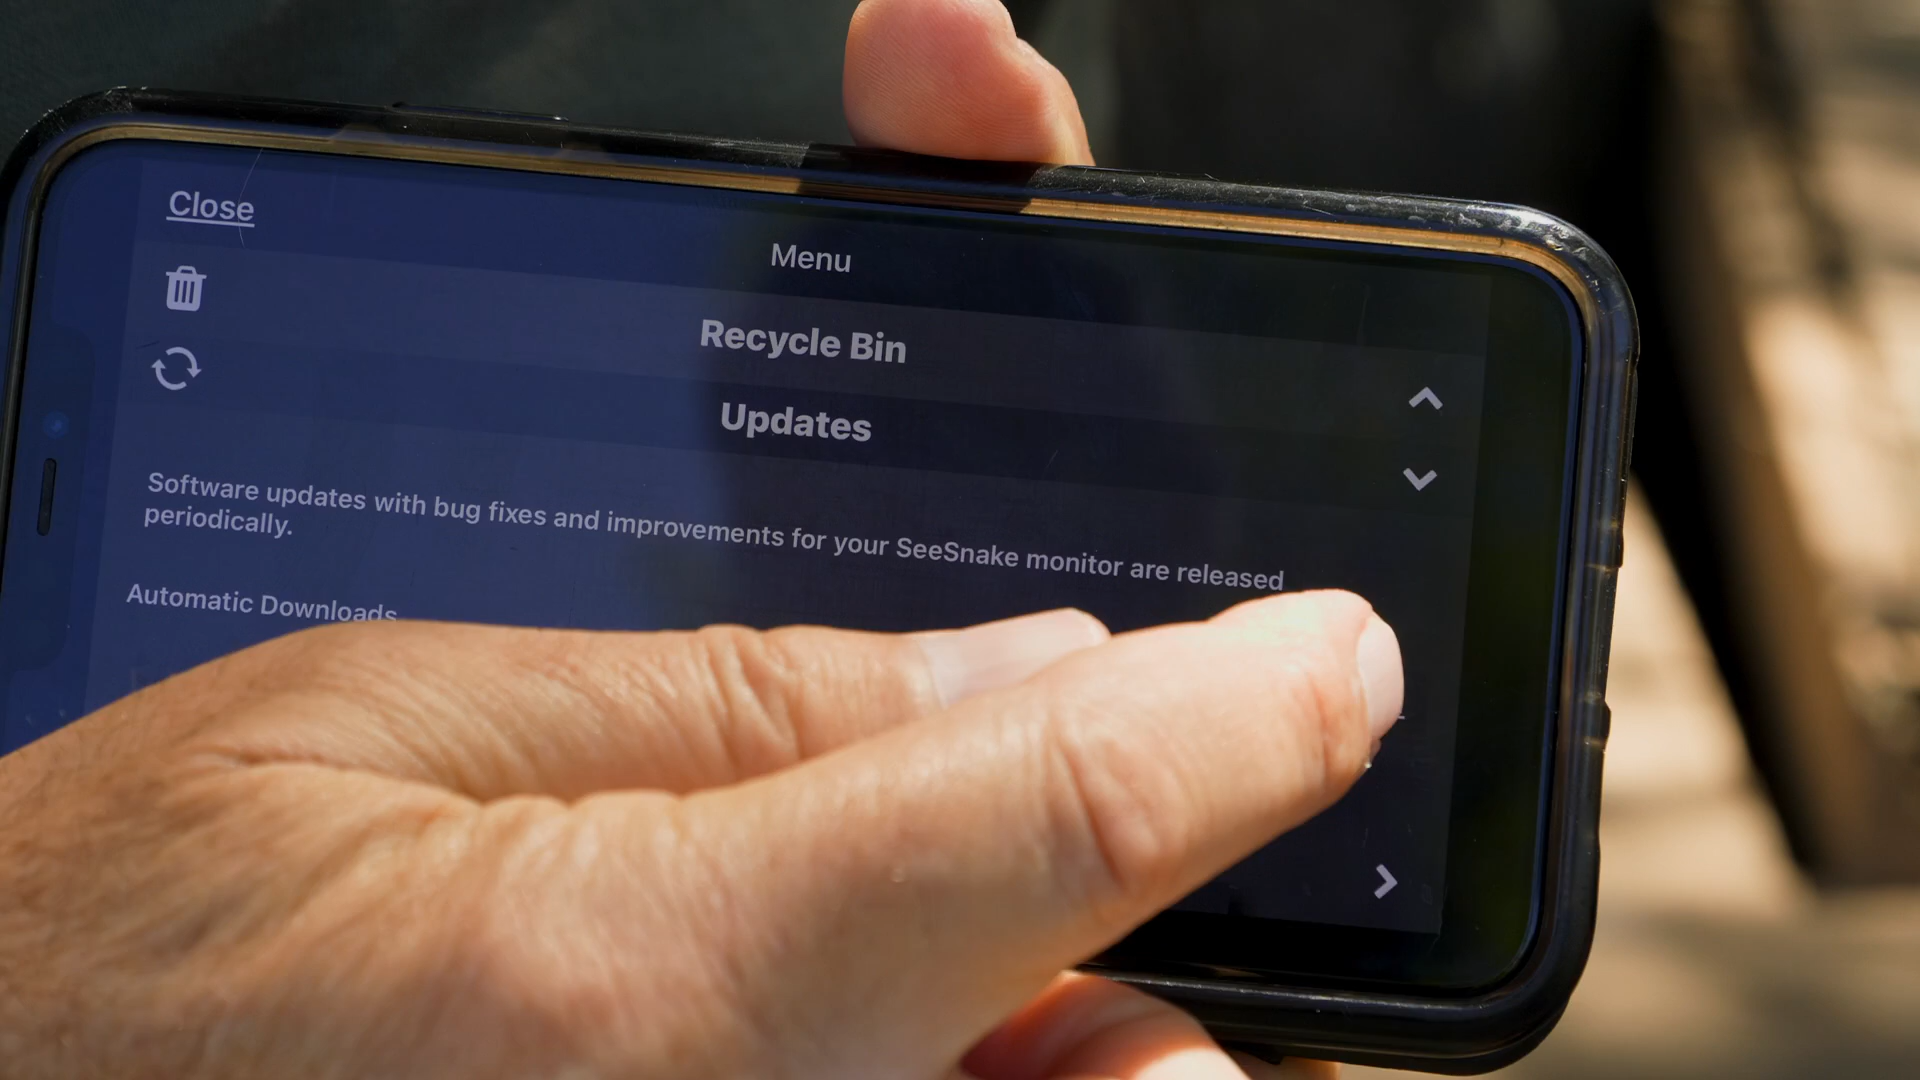 Close
Menu
Recycle Bin
Updates
Software updates with bug fixes and improvements for your SeeSnake monitor are released
periodically.
Automatic Downloads